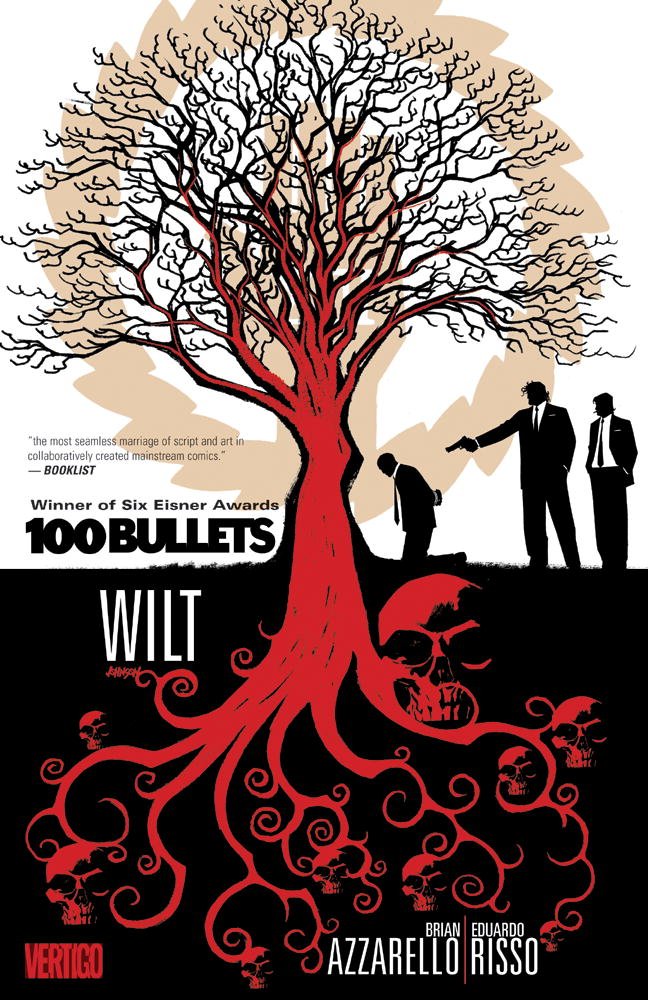 "the most seamless marriage of script and art in
collaboratively created mainstream comics."
— BOOKLIST
Winner of Six Eisner Awards
100 BULLETS
WILT
JOHNSON
BRIAN
AZZARELLO
EDUARDO
RISSO
VERTIGO